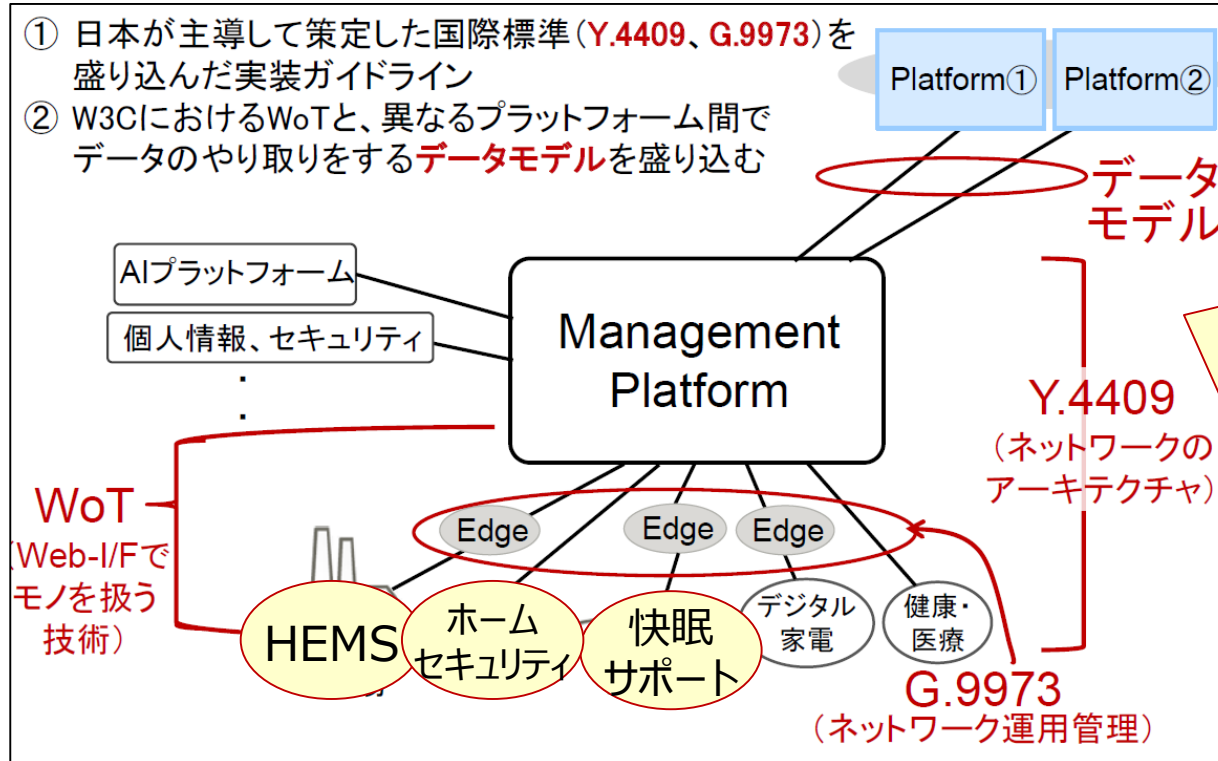 ① 日本が主導して策定した国際標準（Y.4409、G.9973）を
盛り込んだ実装ガイドライン
② W3CにおけるWoTと、異なるプラットフォーム間で
データのやり取りをするデータモデルを盛り込む
Platform①
Platform②
データ
モデル
AIプラットフォーム
個人情報、セキュリティ
・
・
Management
Platform
Y.4409
（ネットワークの
アーキテクチャ）
WoT
（Web-I/Fで
モノを扱う
技術）
Edge
Edge
Edge
HEMS
ホーム
セキュリティ
快眠
サポート
デジタル
家電
健康・
医療
G.9973
（ネットワーク運用管理）